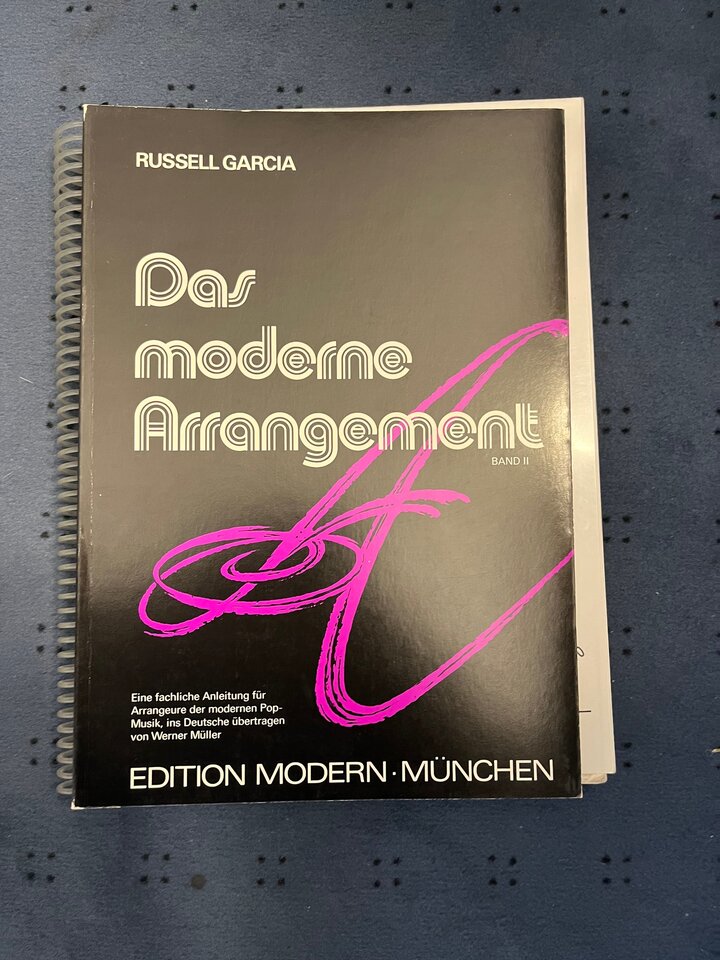 RUSSELL GARCIA
Das
moderne
Arrangement
BAND II
Eine fachliche Anleitung für
Arrangeure der modernen Pop-
Musik, ins Deutsche übertragen
von Werner Müller
EDITION MODERN · MÜNCHEN